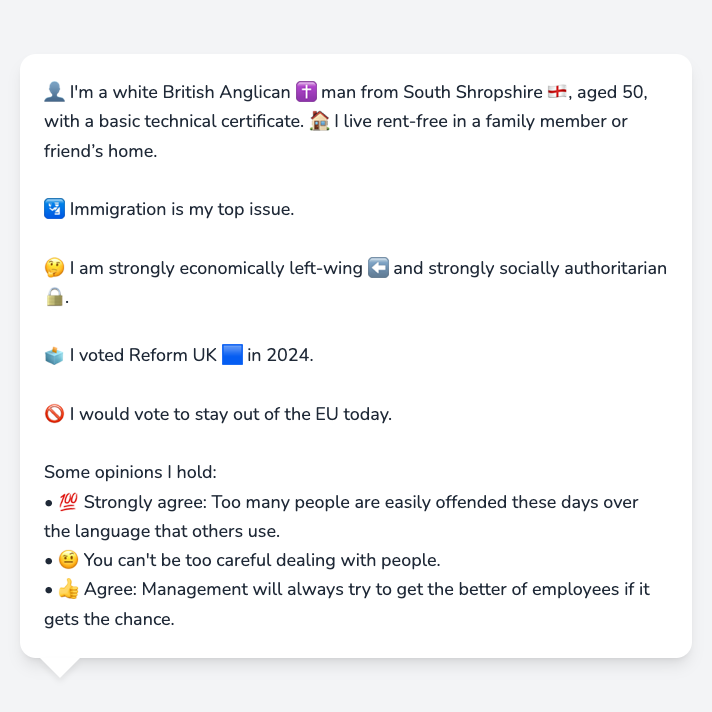 👤 I'm a white British Anglican ✝️ man from South Shropshire 🏴󠁧󠁢󠁥󠁮󠁧󠁿, aged 50,
with a basic technical certificate. 🏠 I live rent-free in a family member or
friend’s home.
🛂 Immigration is my top issue.
🤔 I am strongly economically left-wing ⬅️ and strongly socially authoritarian
🔒.
🗳️ I voted Reform UK 🟦 in 2024.
🚫 I would vote to stay out of the EU today.
Some opinions I hold:
• 💯 Strongly agree: Too many people are easily offended these days over
the language that others use.
• 🤨 You can't be too careful dealing with people.
• 👍 Agree: Management will always try to get the better of employees if it
gets the chance.